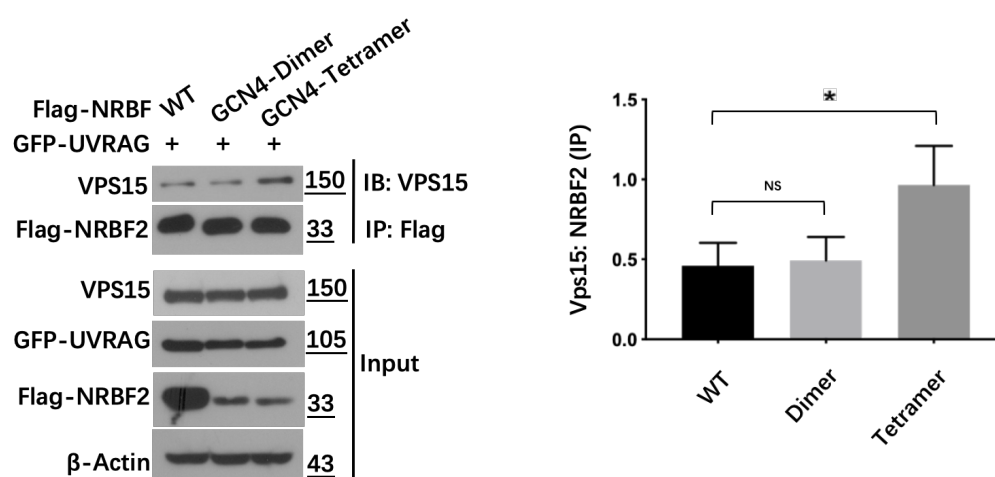 Flag-NRBF WT GCN4-Dimer GCN4-Tetramer
GFP-UVRAG + + +
VPS15 150 IB: VPS15
Flag-NRBF2 33 IP: Flag
VPS15 150
GFP-UVRAG 105
Input
Flag-NRBF2 33
β-Actin 43
Vps15: NRBF2 (IP)
1.5
1.0
0.5
0.0
*
NS
WT
Dimer
Tetramer